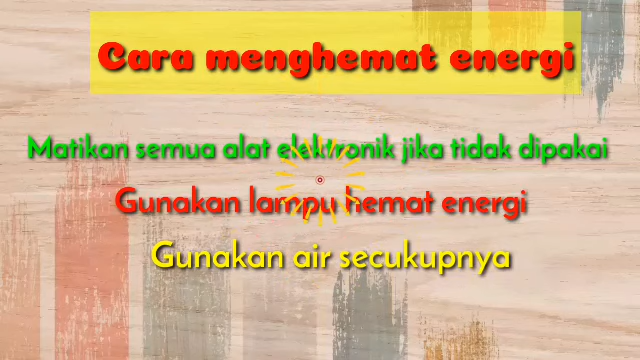 Cara menghemat energi
Matikan semua alat elektronik jika tidak dipakai
Gunakan lampu hemat energi
Gunakan air secukupnya